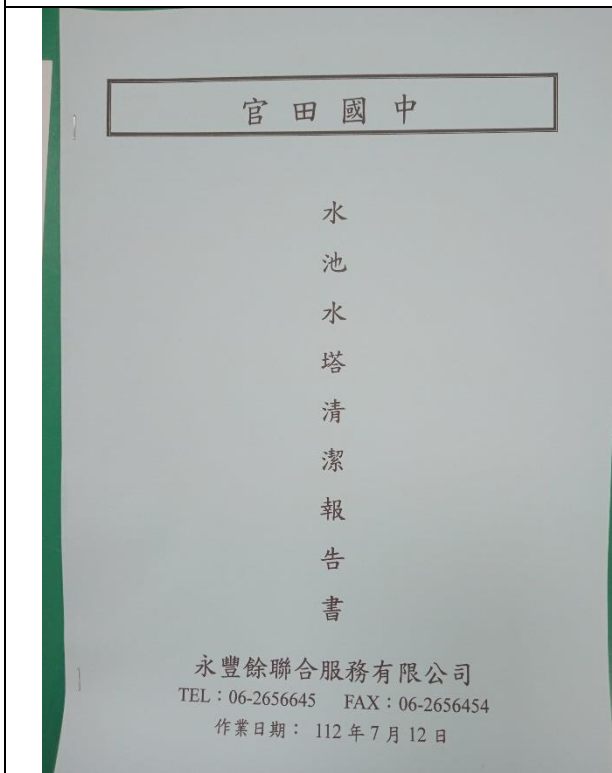 官田國中
水池水塔清潔報告書
永豐餘聯合服務有限公司
TEL：06-2656645 FAX：06-2656454
作業日期： 112 年 7 月 12 日